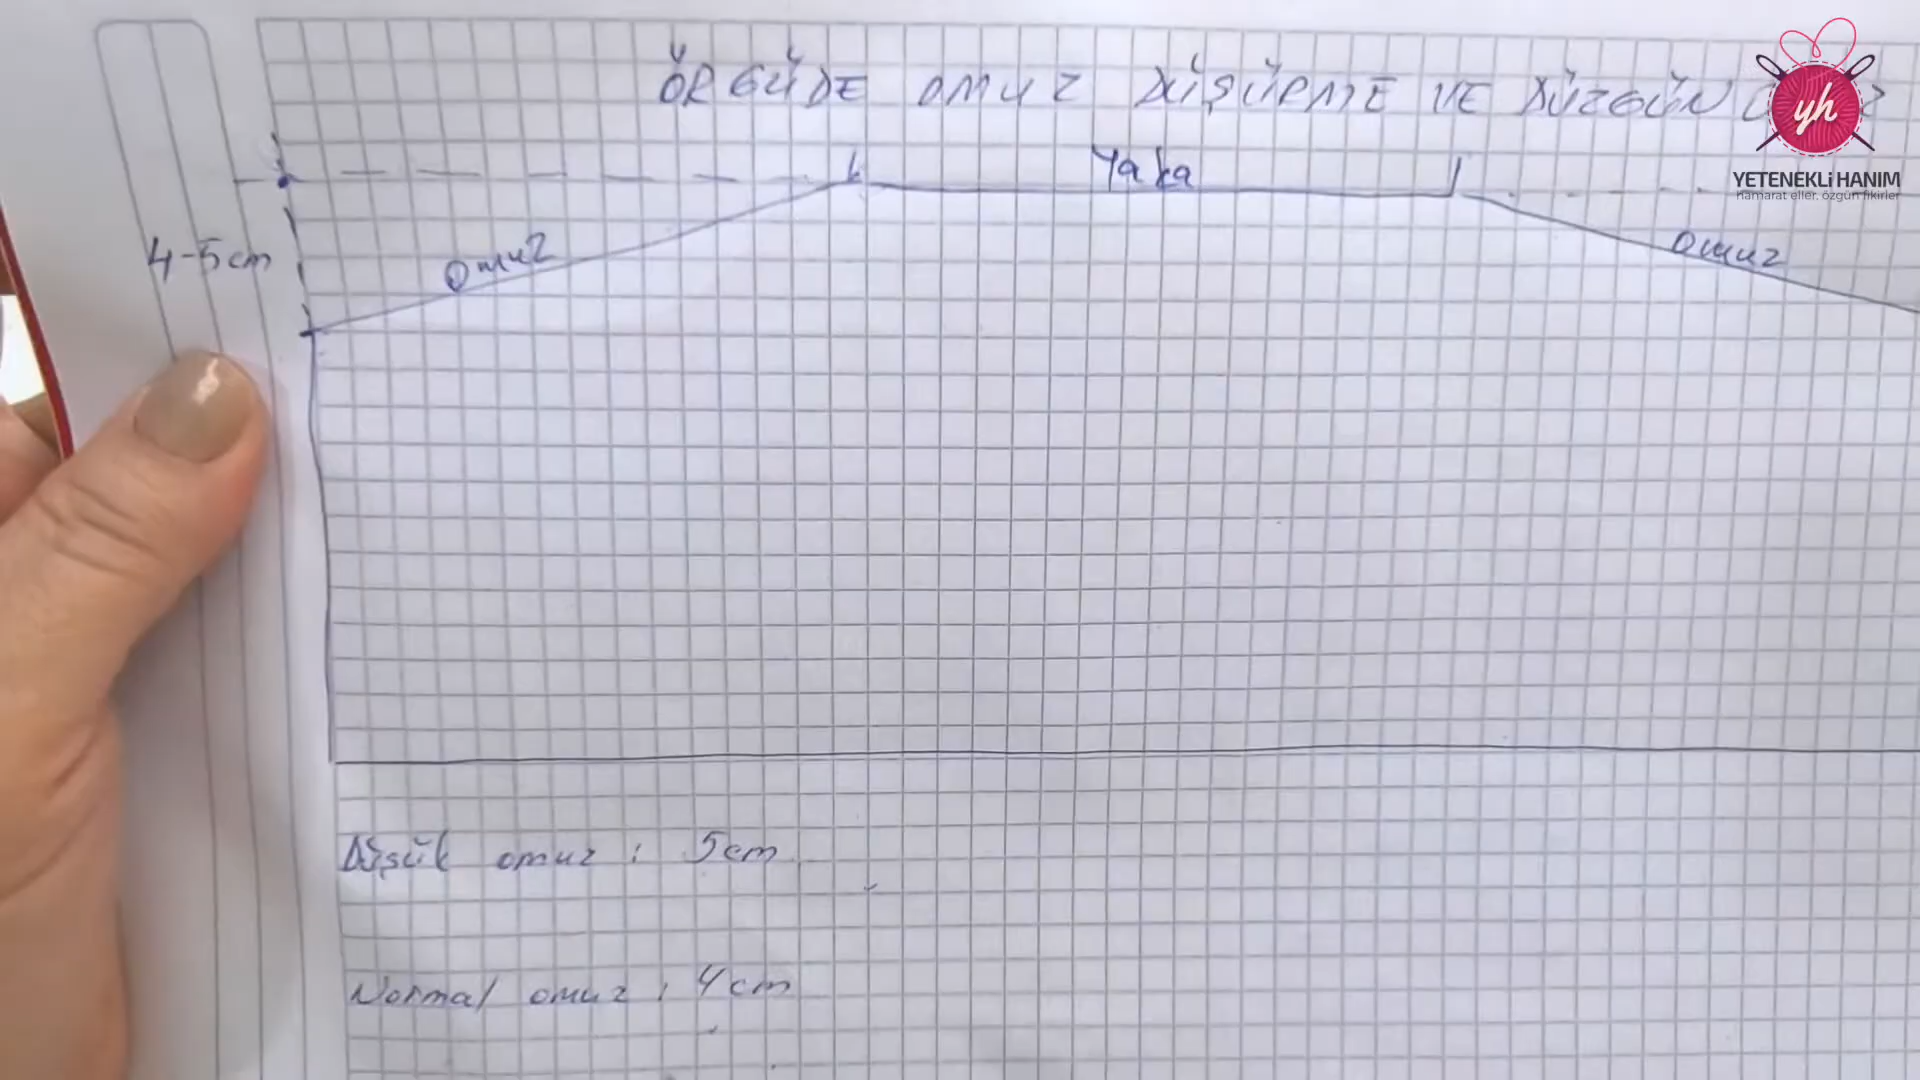 ÖRGÜDE OMUZ DÜŞÜRME VE DÜZGÜN
yh
YETENEKLİ HANIM
hamarat eller, özgün fikirler
Yaka
4-5cm
omuz
omuz
Düşük omuz : 5cm
Normal omuz : 4cm